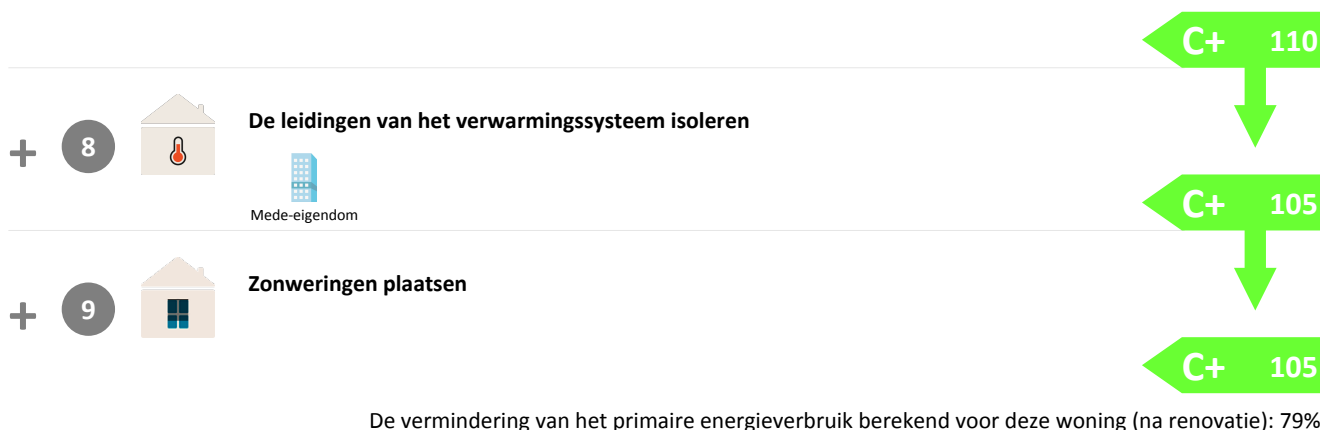 C+ 110
+ 8 De leidingen van het verwarmingssysteem isoleren
Mede-eigendom
C+ 105
+ 9 Zonweringen plaatsen
C+ 105
De vermindering van het primaire energieverbruik berekend voor deze woning (na renovatie): 79%